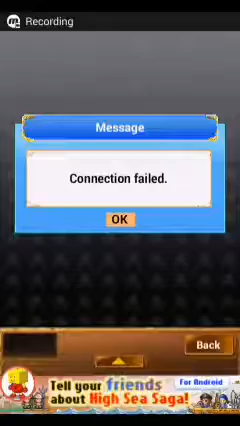 Recording
Message
Connection failed.
OK
Back
Tell your friends
For Android
about High Sea Saga!